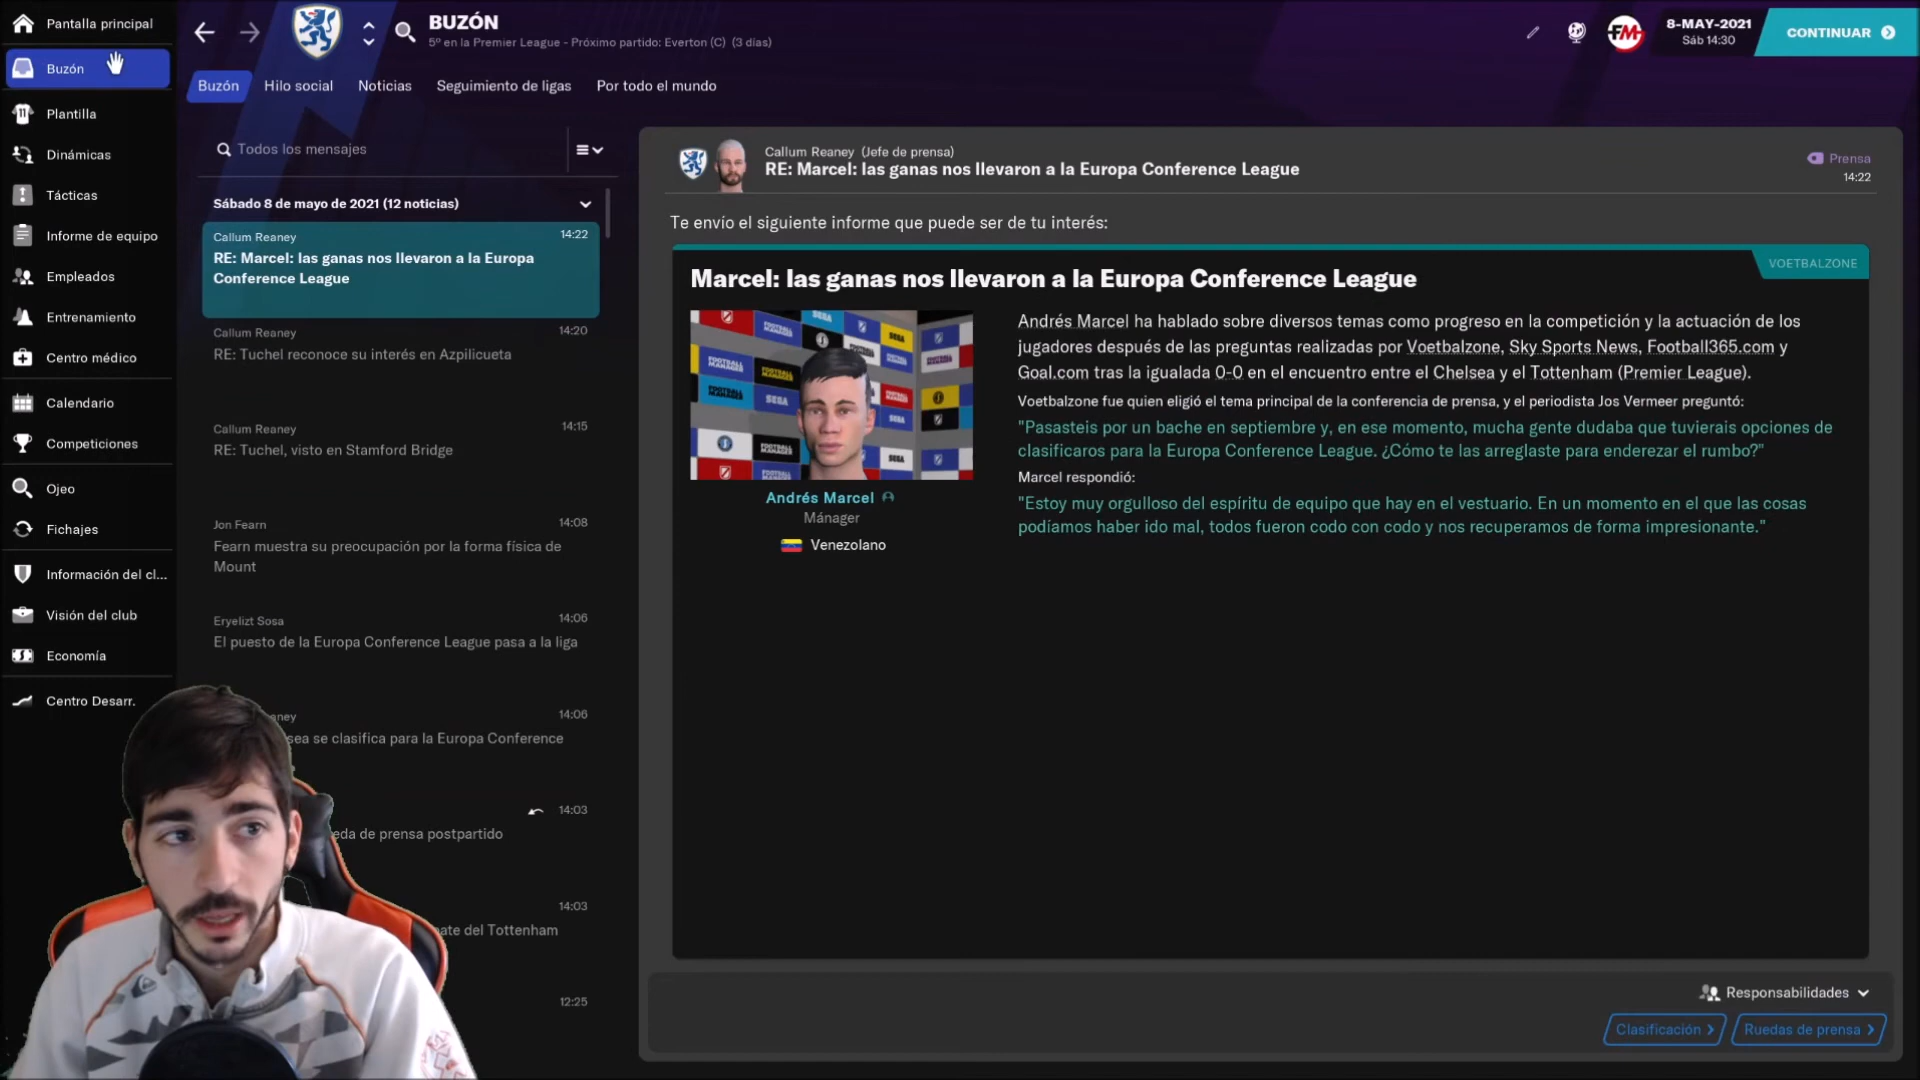 Pantalla principal
Buzón
Plantilla
Dinámicas
Tácticas
Informe de equipo
Empleados
Entrenamiento
Centro médico
Calendario
Competiciones
Ojeo
Fichajes
Información del cl...
Visión del club
Economía
Centro Desarr.
BUZÓN
5º en la Premier League - Próximo partido: Everton (C) (3 días)
FM
8-MAY-2021
Sáb 14:30
CONTINUAR
Buzón
Hilo social
Noticias
Seguimiento de ligas
Por todo el mundo
Todos los mensajes
Sábado 8 de mayo de 2021 (12 noticias)
Callum Reaney
14:22
RE: Marcel: las ganas nos llevaron a la Europa
Conference League
Callum Reaney
14:20
RE: Tuchel reconoce su interés en Azpilicueta
Callum Reaney
14:15
RE: Tuchel, visto en Stamford Bridge
Jon Fearn
14:08
Fearn muestra su preocupación por la forma física de
Mount
Eryelizt Sosa
14:06
El puesto de la Europa Conference League pasa a la liga
14:06
se clasifica para la Europa Conference
14:03
de prensa postpartido
14:03
del Tottenham
12:25
Callum Reaney (Jefe de prensa)
RE: Marcel: las ganas nos llevaron a la Europa Conference League
Prensa
14:22
Te envío el siguiente informe que puede ser de tu interés:
VOETBALZONE
Marcel: las ganas nos llevaron a la Europa Conference League
Andrés Marcel
Mánager
Venezolano
Andrés Marcel ha hablado sobre diversos temas como progreso en la competición y la actuación de los
jugadores después de las preguntas realizadas por Voetbalzone, Sky Sports News, Football365.com y
Goal.com tras la igualada 0-0 en el encuentro entre el Chelsea y el Tottenham (Premier League).
Voetbalzone fue quien eligió el tema principal de la conferencia de prensa, y el periodista Jos Vermeer preguntó:
"Pasasteis por un bache en septiembre y, en ese momento, mucha gente dudaba que tuvierais opciones de
clasificaros para la Europa Conference League. ¿Cómo te las arreglaste para enderezar el rumbo?"
Marcel respondió:
"Estoy muy orgulloso del espíritu de equipo que hay en el vestuario. En un momento en el que las cosas
podíamos haber ido mal, todos fueron codo con codo y nos recuperamos de forma impresionante."
Responsabilidades
Clasificación
Ruedas de prensa